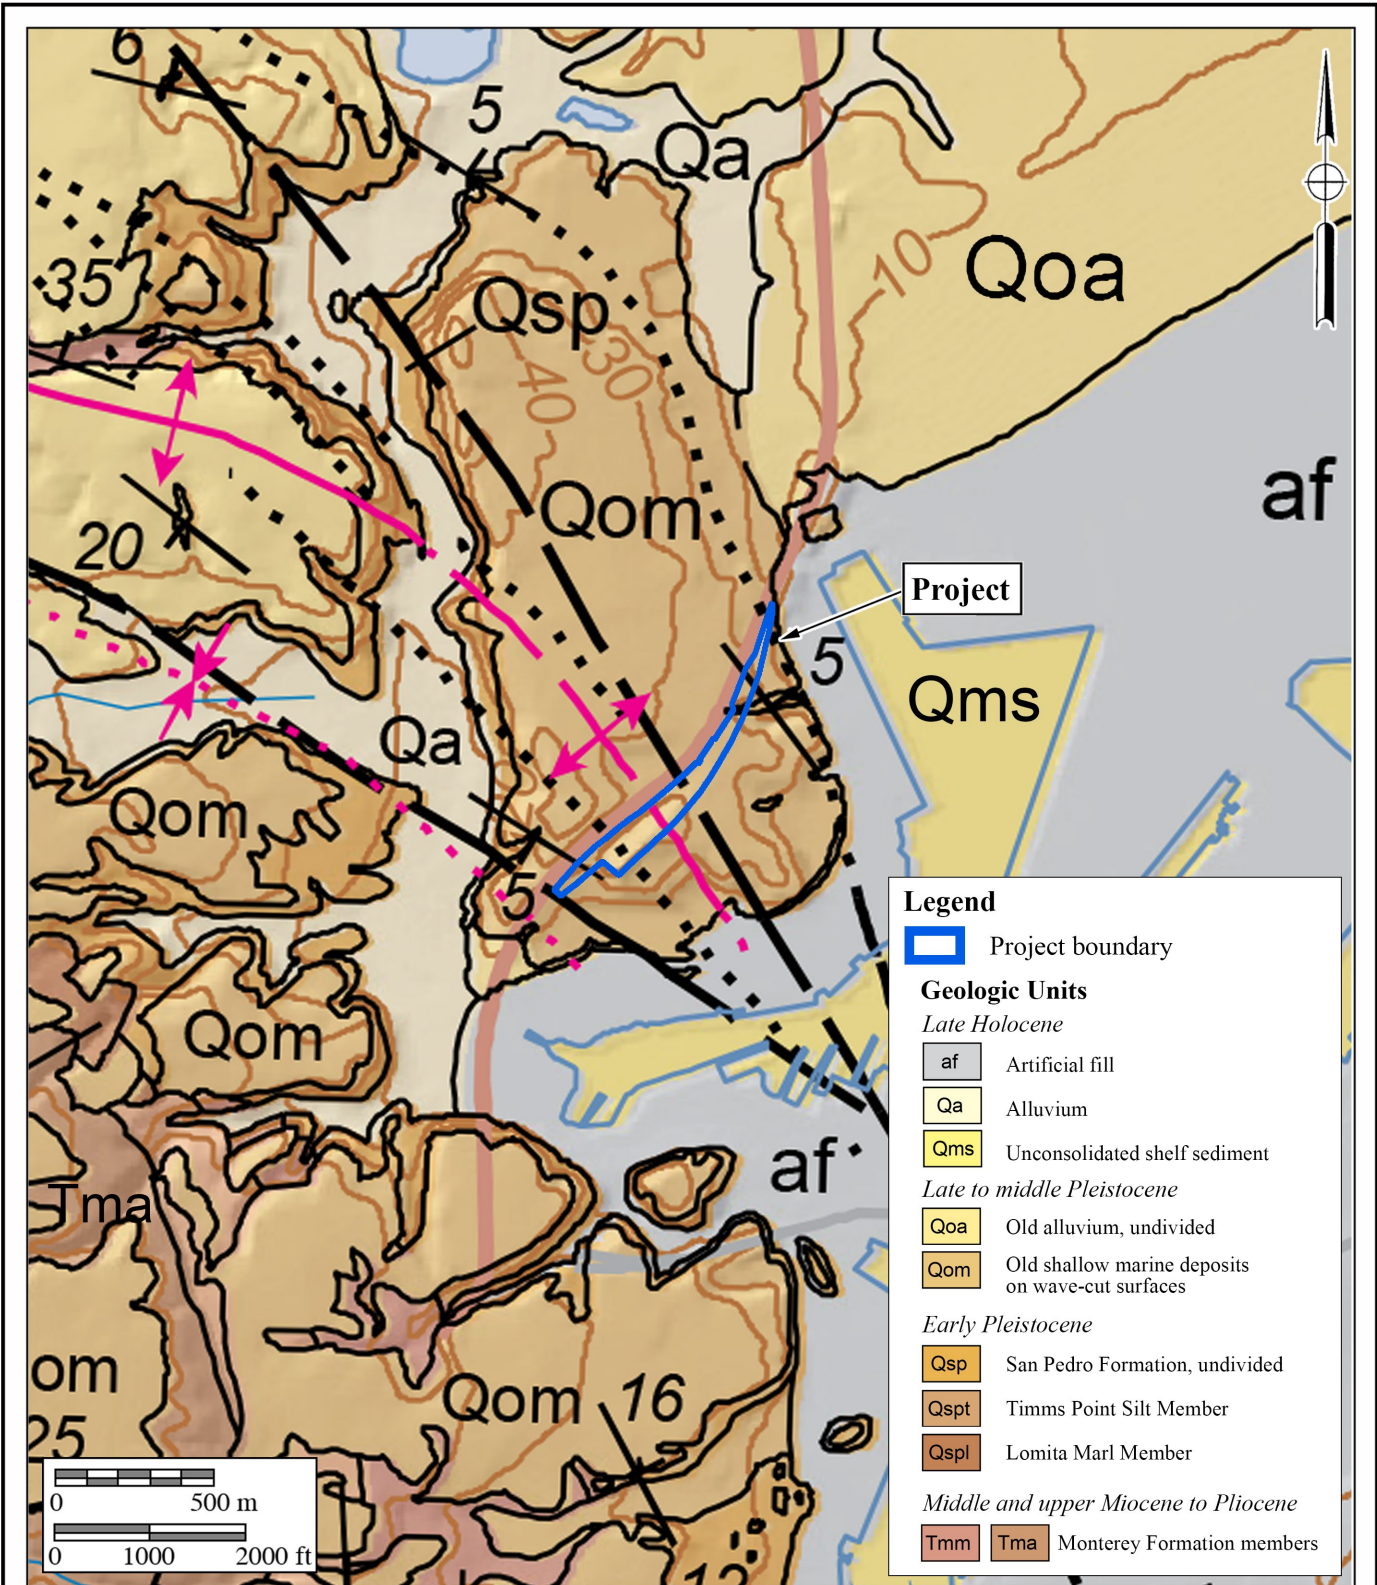 6
5
Qa
Qoa
35
Qsp
10
30
40
af
Qom
20
Project
5
Qms
Qa
Qom
5
Qom
af
Tma
om
25
Qom
16
12
Legend
Project boundary
Geologic Units
Late Holocene
af Artificial fill
Qa Alluvium
Qms Unconsolidated shelf sediment
Late to middle Pleistocene
Qoa Old alluvium, undivided
Qom Old shallow marine deposits
on wave-cut surfaces
Early Pleistocene
Qsp San Pedro Formation, undivided
Qspt Timms Point Silt Member
Qspl Lomita Marl Member
Middle and upper Miocene to Pliocene
Tmm Tma Monterey Formation members
0 500 m
0 1000 2000 ft